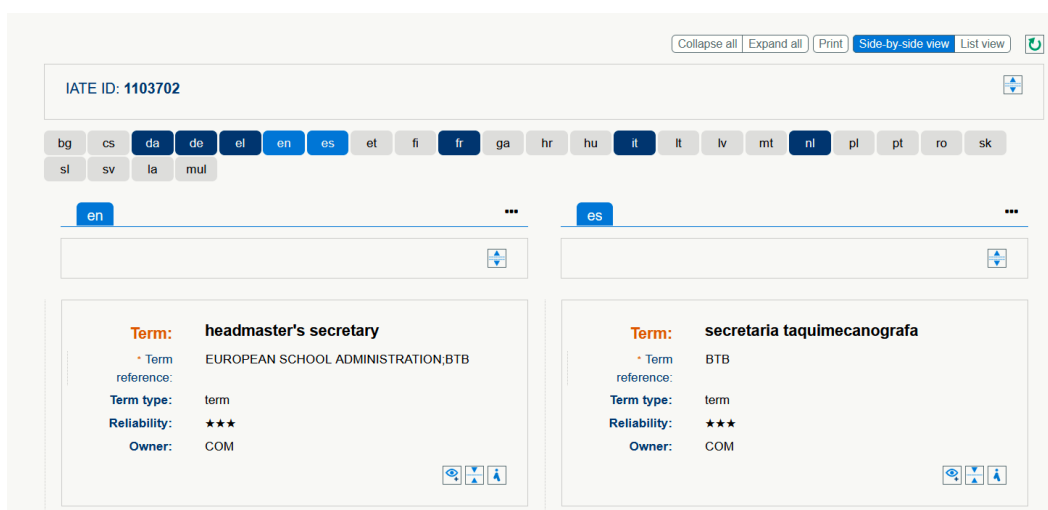 Collapse all Expand all Print Side-by-side view List view
IATE ID: 1103702
bg cs da de el en es et fi fr ga hr hu it lt lv mt nl pl pt ro sk
sl sv la mul
en ••• es •••
Term: headmaster's secretary
* Term reference: EUROPEAN SCHOOL ADMINISTRATION;BTB
Term type: term
Reliability: ★★★
Owner: COM
Term: secretaria taquimecanografa
* Term reference: BTB
Term type: term
Reliability: ★★★
Owner: COM